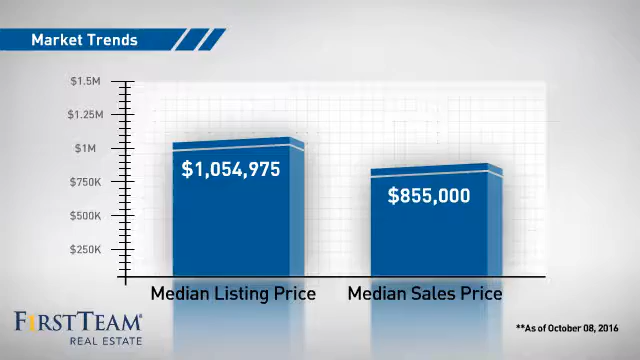 Market Trends
$1.5M
$1.25M
$1M
$750K
$500K
$250K
$1,054,975
$855,000
Median Listing Price
Median Sales Price
FIRSTTEAM®
REAL ESTATE
**As of October 08, 2016